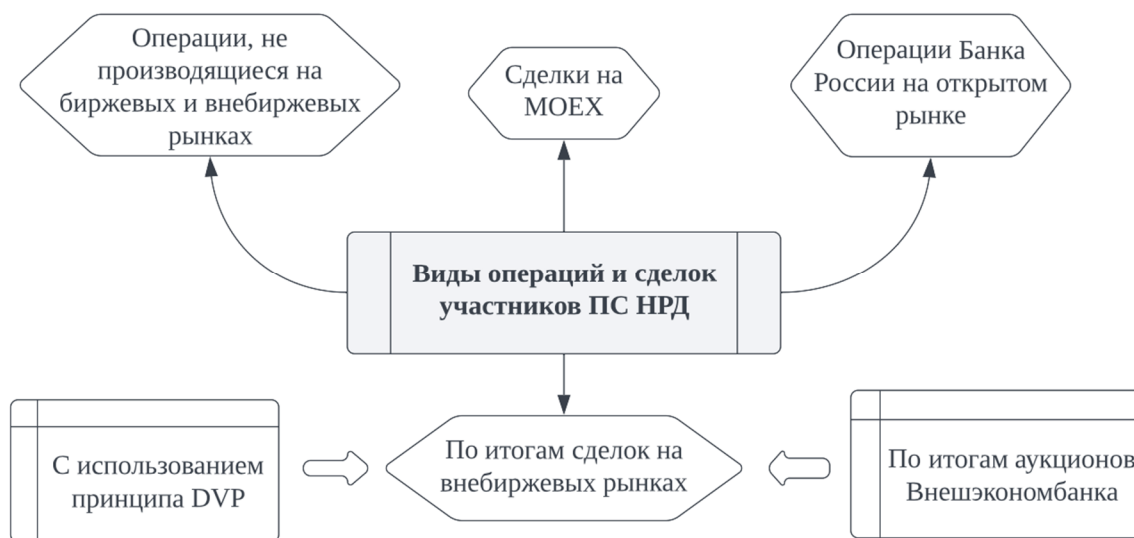 Операции, не
производящиеся на
биржевых и внебиржевых
рынках
Сделки на
MOEX
Операции Банка
России на открытом
рынке
Виды операций и сделок
участников ПС НРД
С использованием
принципа DVP
По итогам сделок на
внебиржевых рынках
По итогам аукционов
Внешэкономбанка